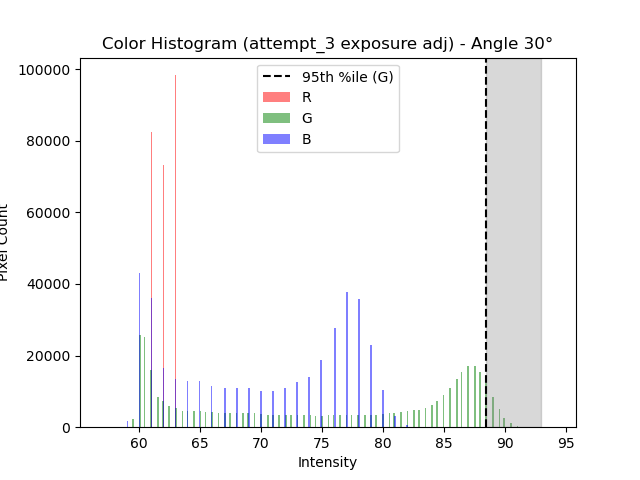 Color Histogram (attempt_3 exposure adj) - Angle 30°
100000
80000
60000
40000
20000
0
Pixel Count
95th %ile (G)
R
G
B
60 65 70 75 80 85 90 95
Intensity